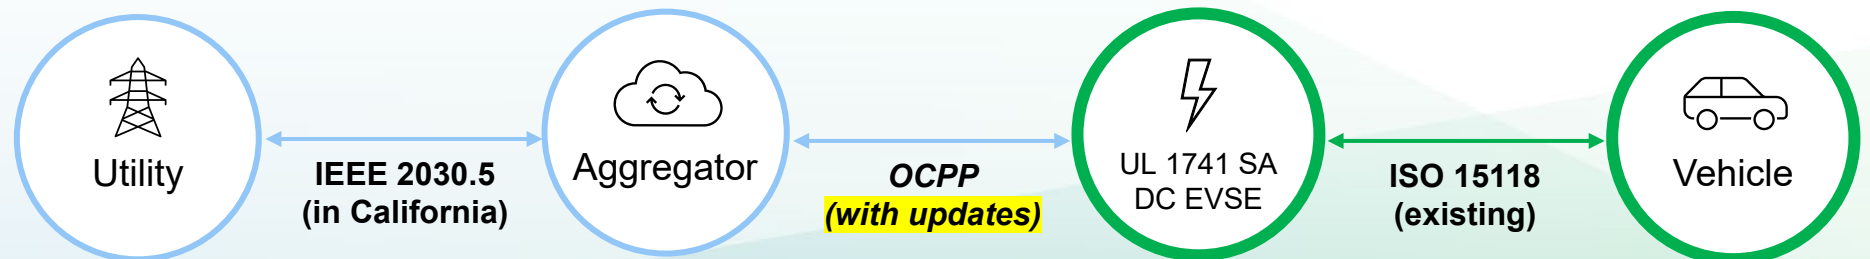 Utility
IEEE 2030.5
(in California)
Aggregator
OCPP
(with updates)
UL 1741 SA
DC EVSE
ISO 15118
(existing)
Vehicle